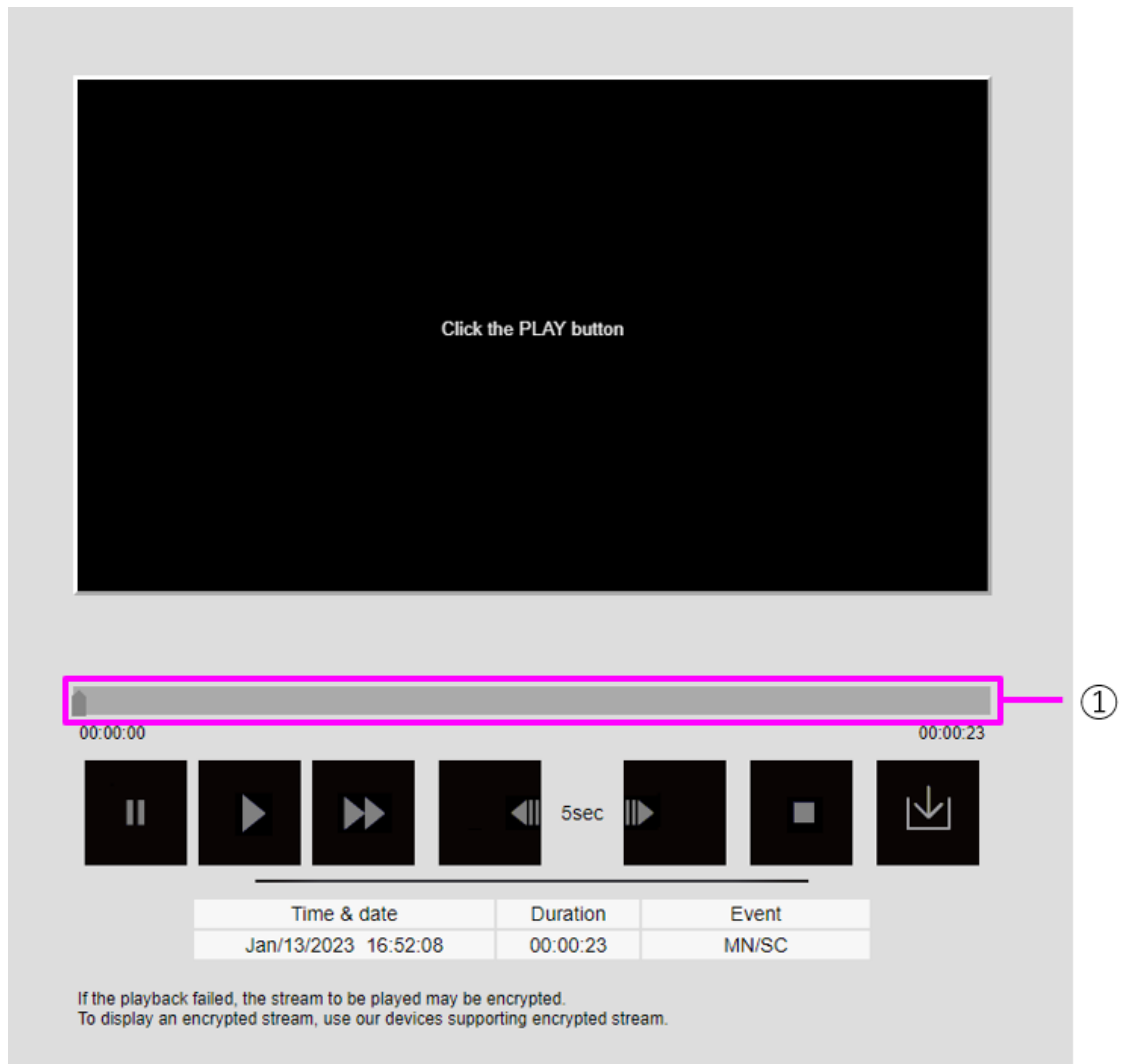 Click the PLAY button
①
00:00:00 00:00:23
5sec
Time & date Duration Event
Jan/13/2023 16:52:08 00:00:23 MN/SC
If the playback failed, the stream to be played may be encrypted.
To display an encrypted stream, use our devices supporting encrypted stream.